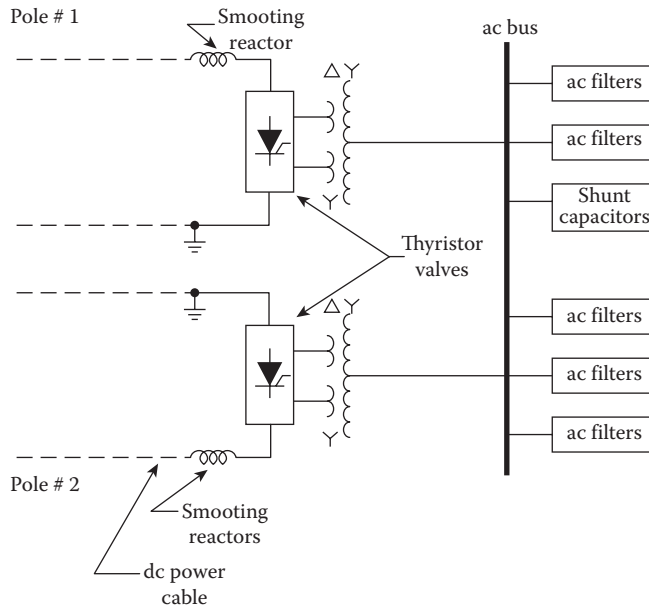 Pole # 1
Smooting
reactor
ac bus
ac filters
ac filters
Shunt
capacitors
Thyristor
valves
ac filters
ac filters
ac filters
Pole # 2
Smooting
reactors
dc power
cable